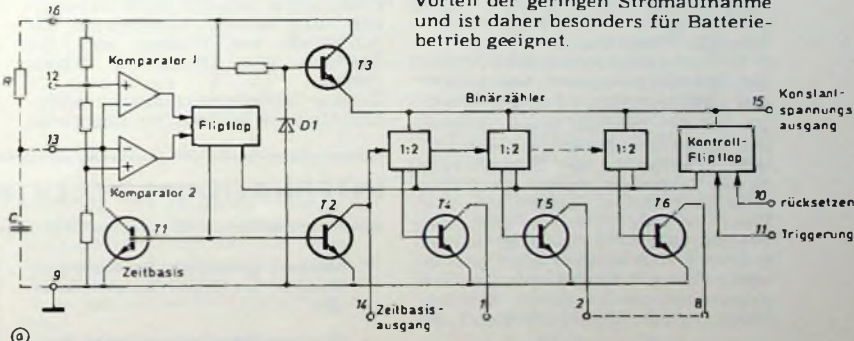 Vorteil der geringen Stromaufnahme
und ist daher besonders für Batterie-
betrieb geeignet.
16
12
13
9
R
C
Komparator 1
Komparator 2
Flipflop
T1
Zeitbasis
T2
D1
T3
Binärzähler
1:2
1:2
1:2
T4
T5
T6
Kontroll-
Flipflop
15
Konstant-
spannungs
ausgang
10
rücksetzen
11
Triggerung
14
Zeitbasis-
ausgang
1
2
8
a